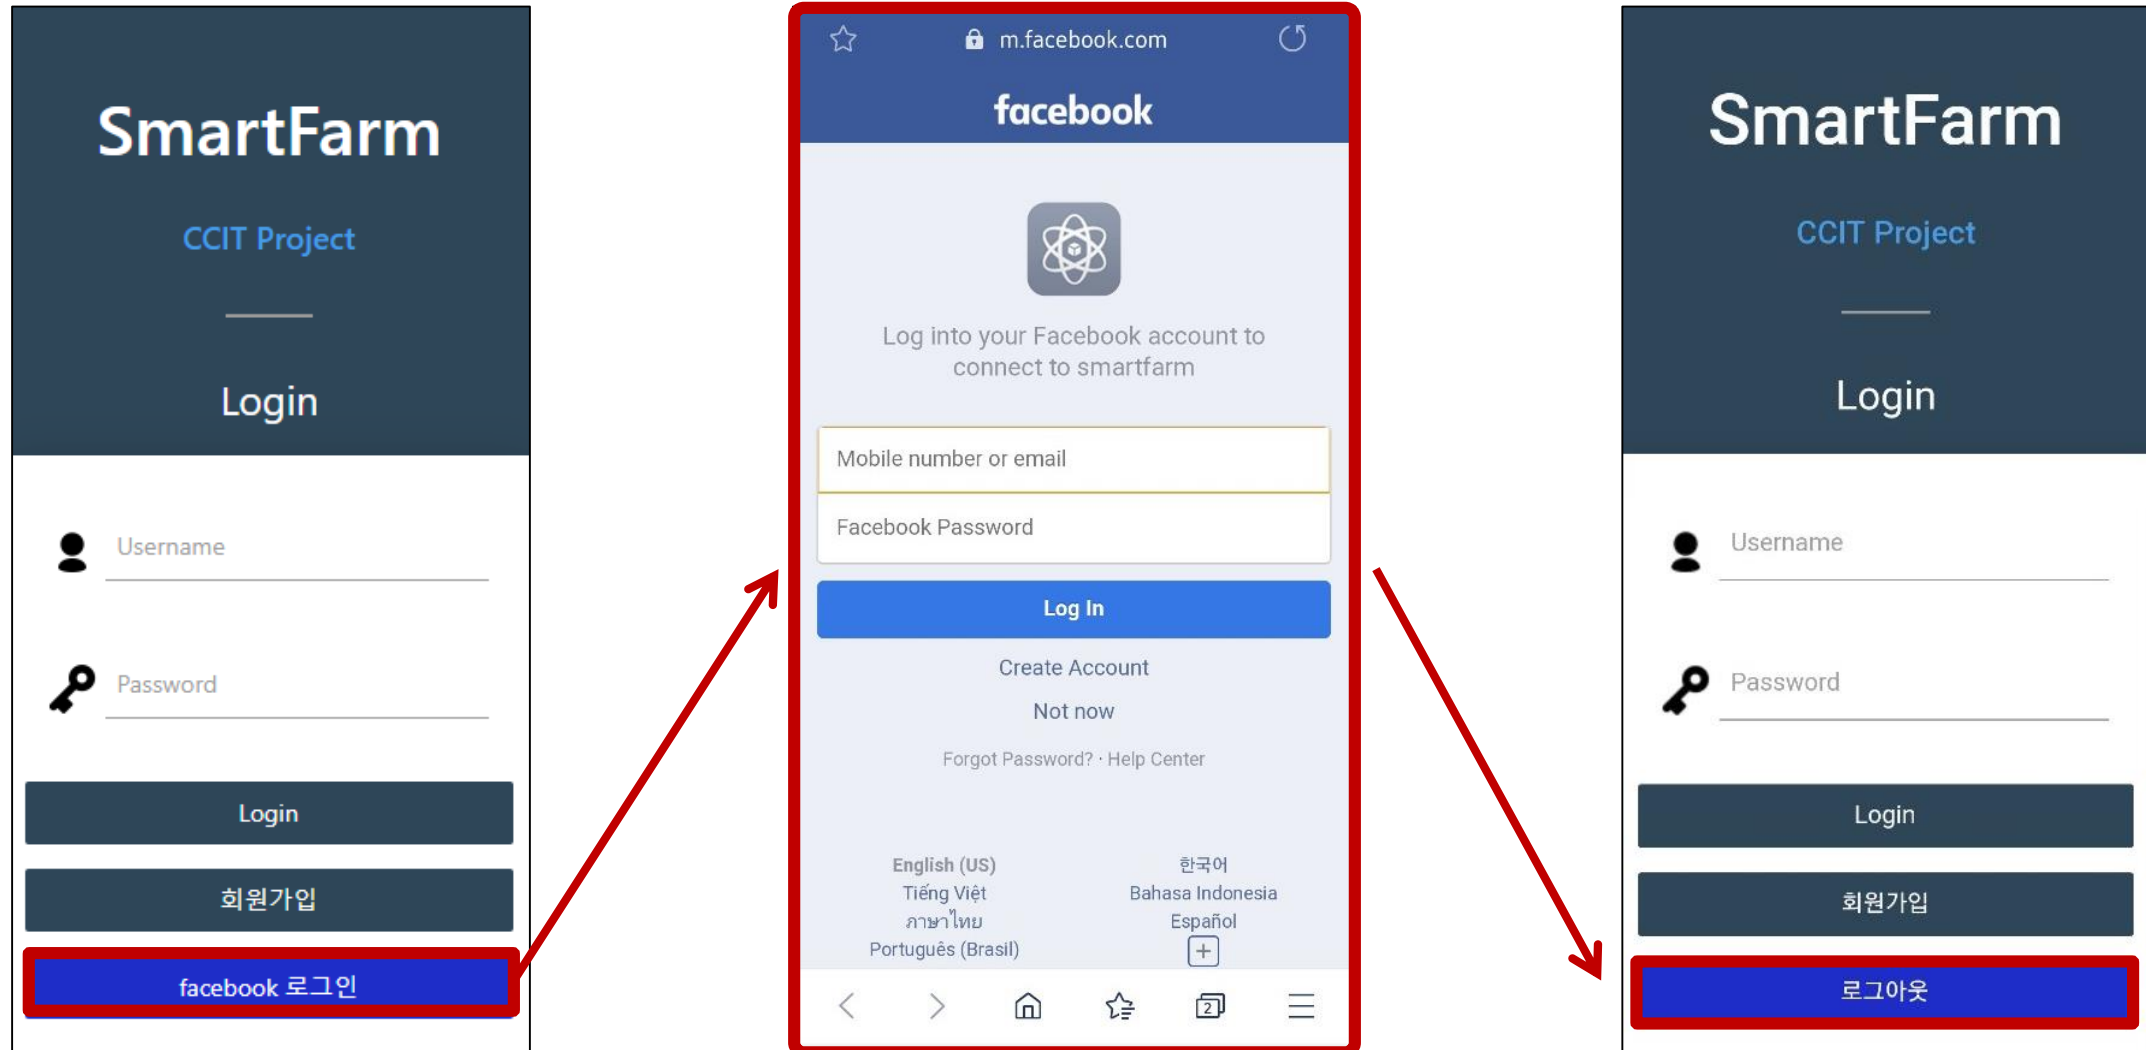 SmartFarm
CCIT Project
Login
Username
Password
Login
회원가입
facebook 로그인
m.facebook.com
facebook
Log into your Facebook account to
connect to smartfarm
Mobile number or email
Facebook Password
Log In
Create Account
Not now
Forgot Password? · Help Center
English (US)
한국어
Tiếng Việt
Bahasa Indonesia
ภาษาไทย
Español
Português (Brasil)
2
SmartFarm
CCIT Project
Login
Username
Password
Login
회원가입
로그아웃